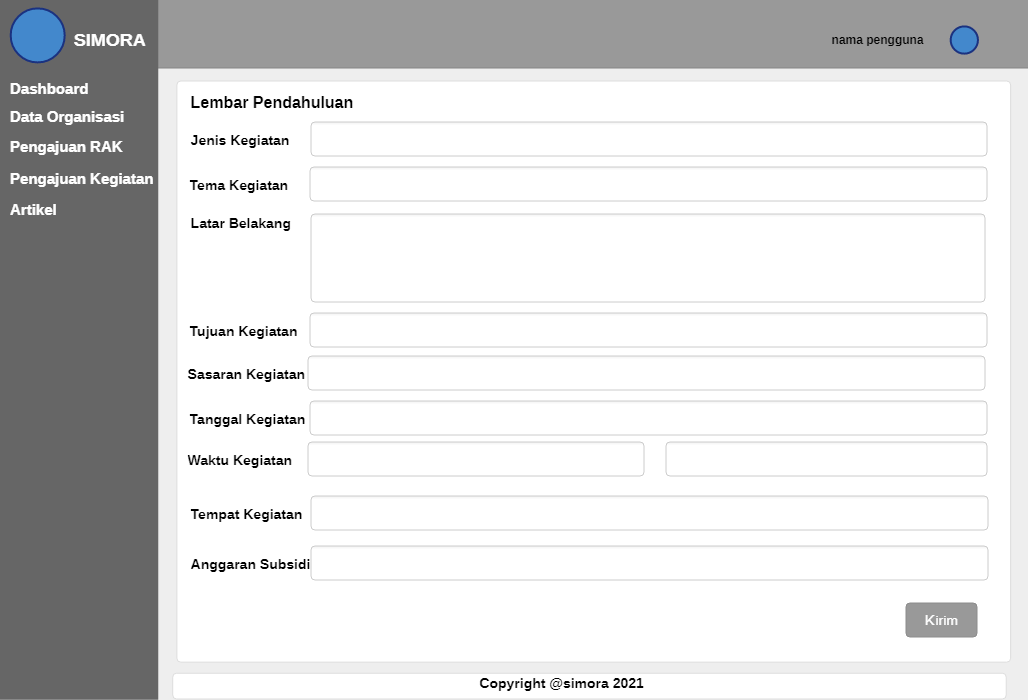 SIMORA
nama pengguna
Dashboard
Data Organisasi
Pengajuan RAK
Pengajuan Kegiatan
Artikel
Lembar Pendahuluan
Jenis Kegiatan
Tema Kegiatan
Latar Belakang
Tujuan Kegiatan
Sasaran Kegiatan
Tanggal Kegiatan
Waktu Kegiatan
Tempat Kegiatan
Anggaran Subsidi
Kirim
Copyright @simora 2021